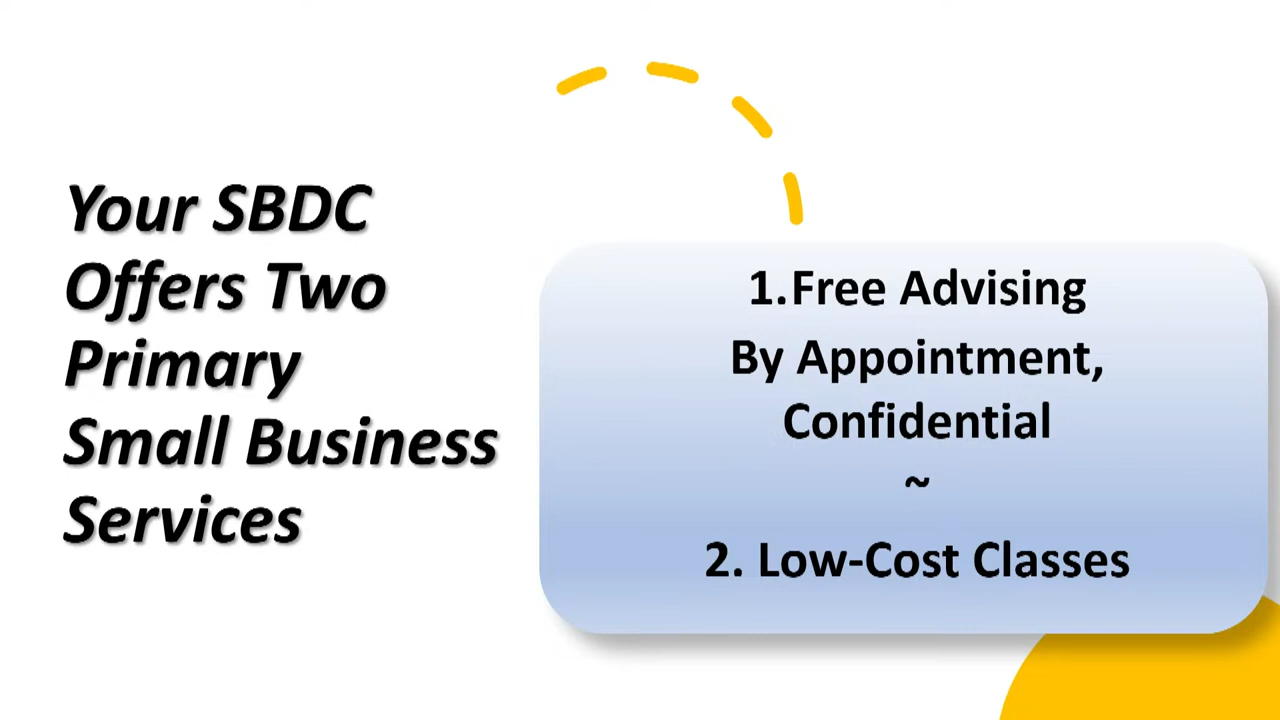 Your SBDC
Offers Two
Primary
Small Business
Services
1.Free Advising
By Appointment,
Confidential
~
2. Low-Cost Classes